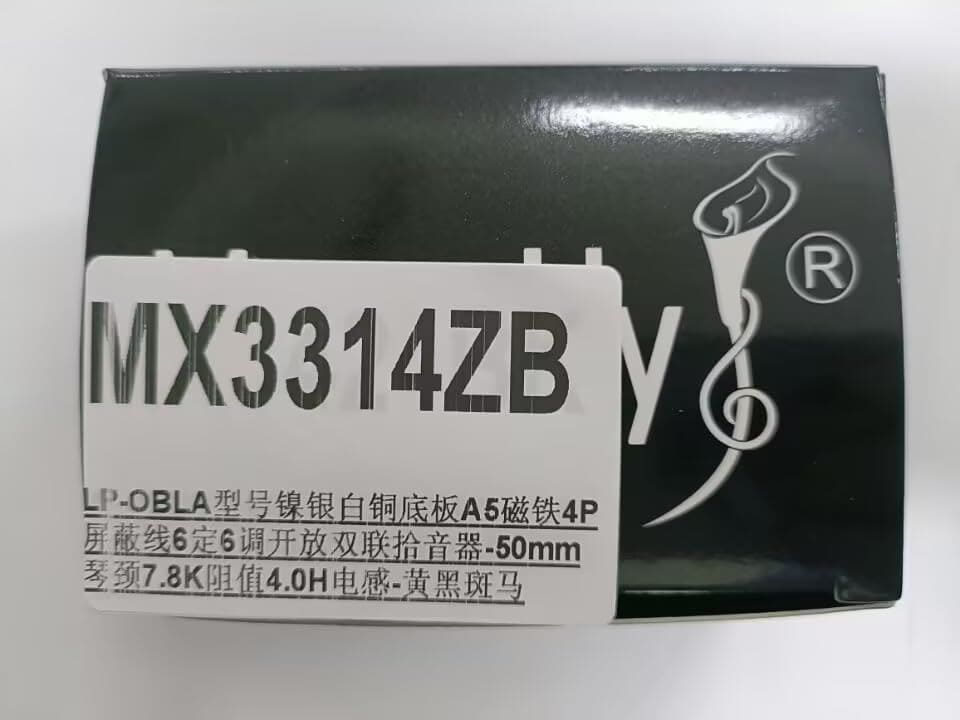 MX3314ZB
y
®
LP-OBLA型号镍银白铜底板A5磁铁4P
屏蔽线6定6调开放双联拾音器-50mm
琴颈7.8K阻值4.0H电感-黄黑斑马